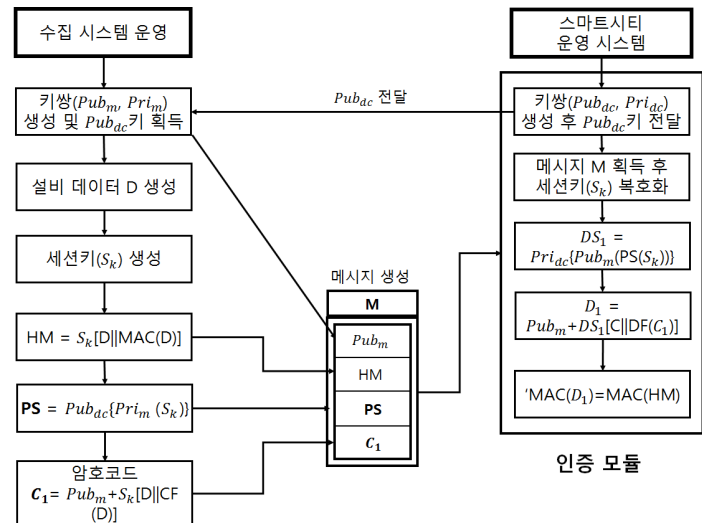 수집 시스템 운영
키쌍(Pub_m, Pri_m)
생성 및 Pub_dc키 획득
설비 데이터 D 생성
세션키(S_k) 생성
HM = S_k[D||MAC(D)]
PS = Pub_dc{Pri_m (S_k)}
암호코드
C_1= Pub_m+S_k[D||CF
(D)]
Pub_dc 전달
메시지 생성
M
Pub_m
HM
PS
C_1
스마트시티
운영 시스템
키쌍(Pub_dc, Pri_dc)
생성 후 Pub_dc키 전달
메시지 M 획득 후
세션키(S_k) 복호화
DS_1 =
Pri_dc{Pub_m(PS(S_k))}
D_1 =
Pub_m+DS_1[C||DF(C_1)]
'MAC(D_1)=MAC(HM)
인증 모듈